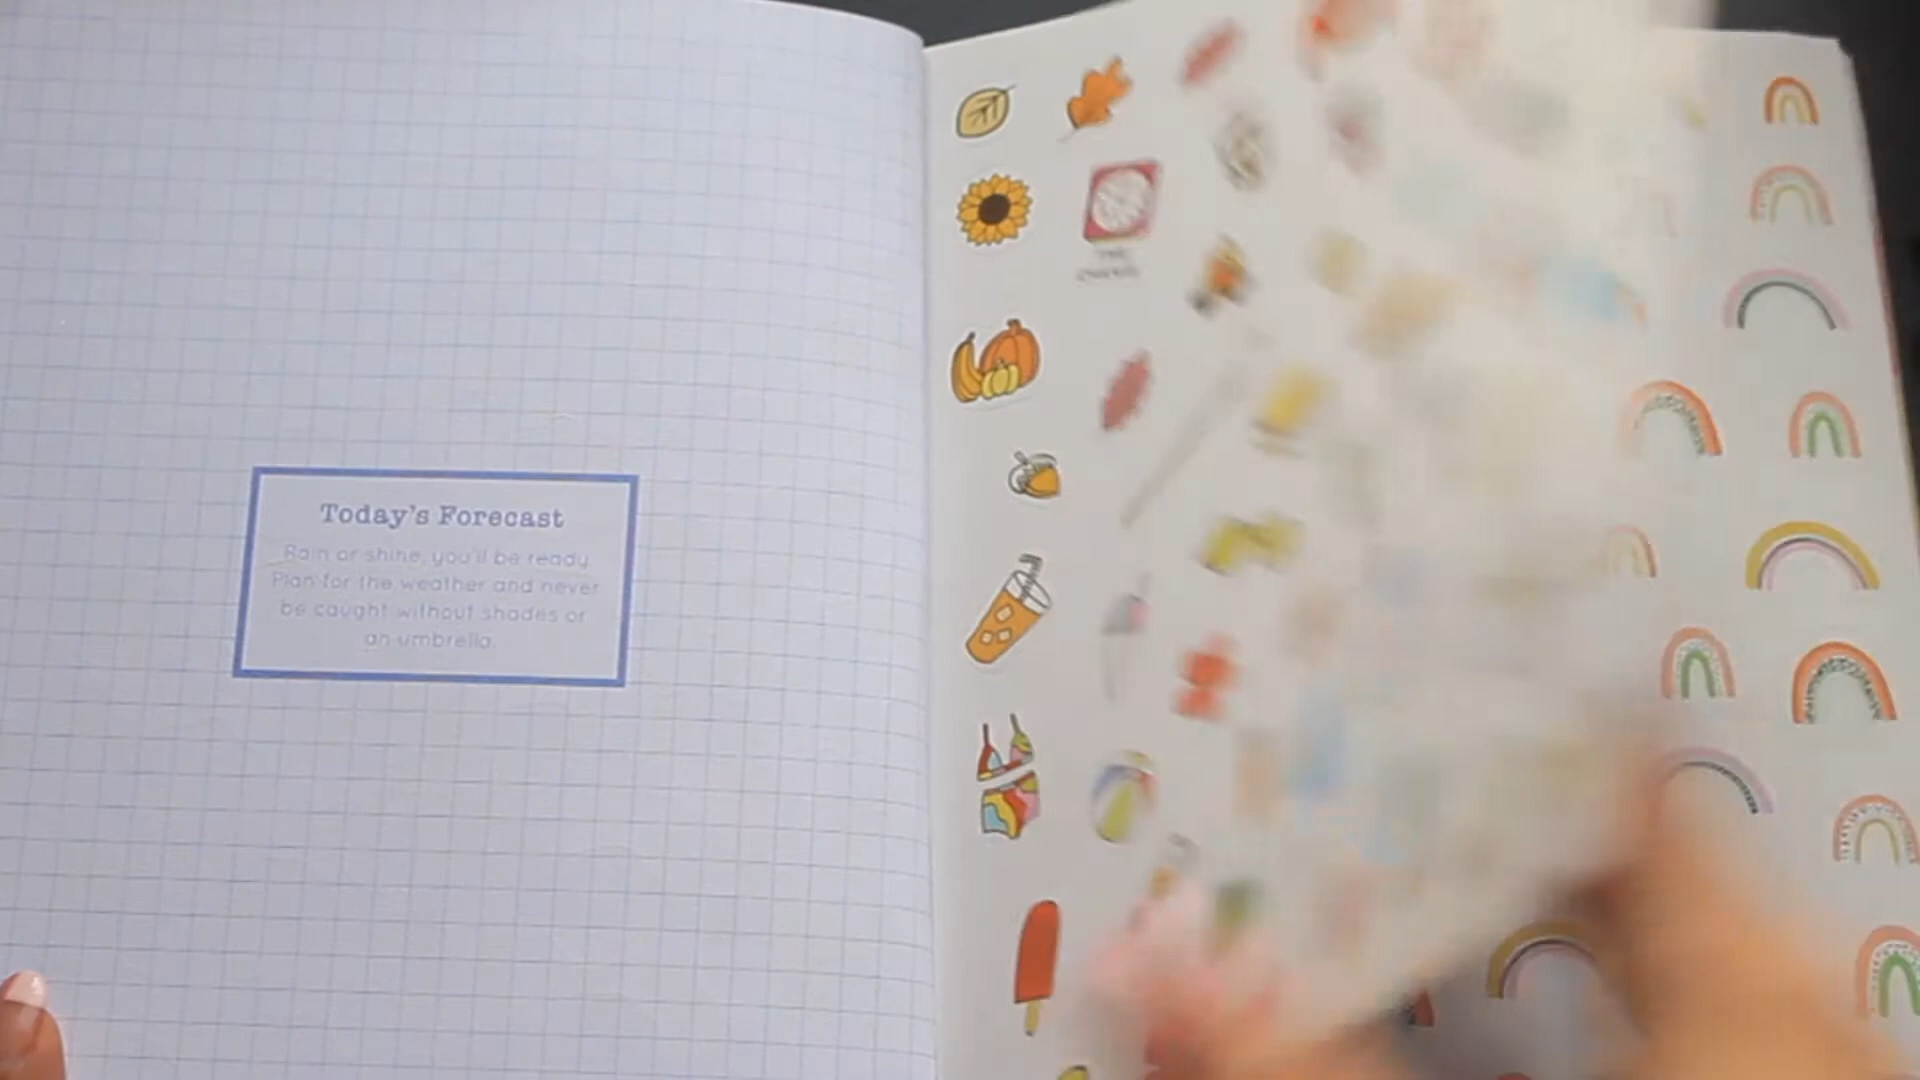 Today's Forecast
Rain or shine, you'll be ready.
Plan for the weather and never
be caught without shades or
an umbrella.